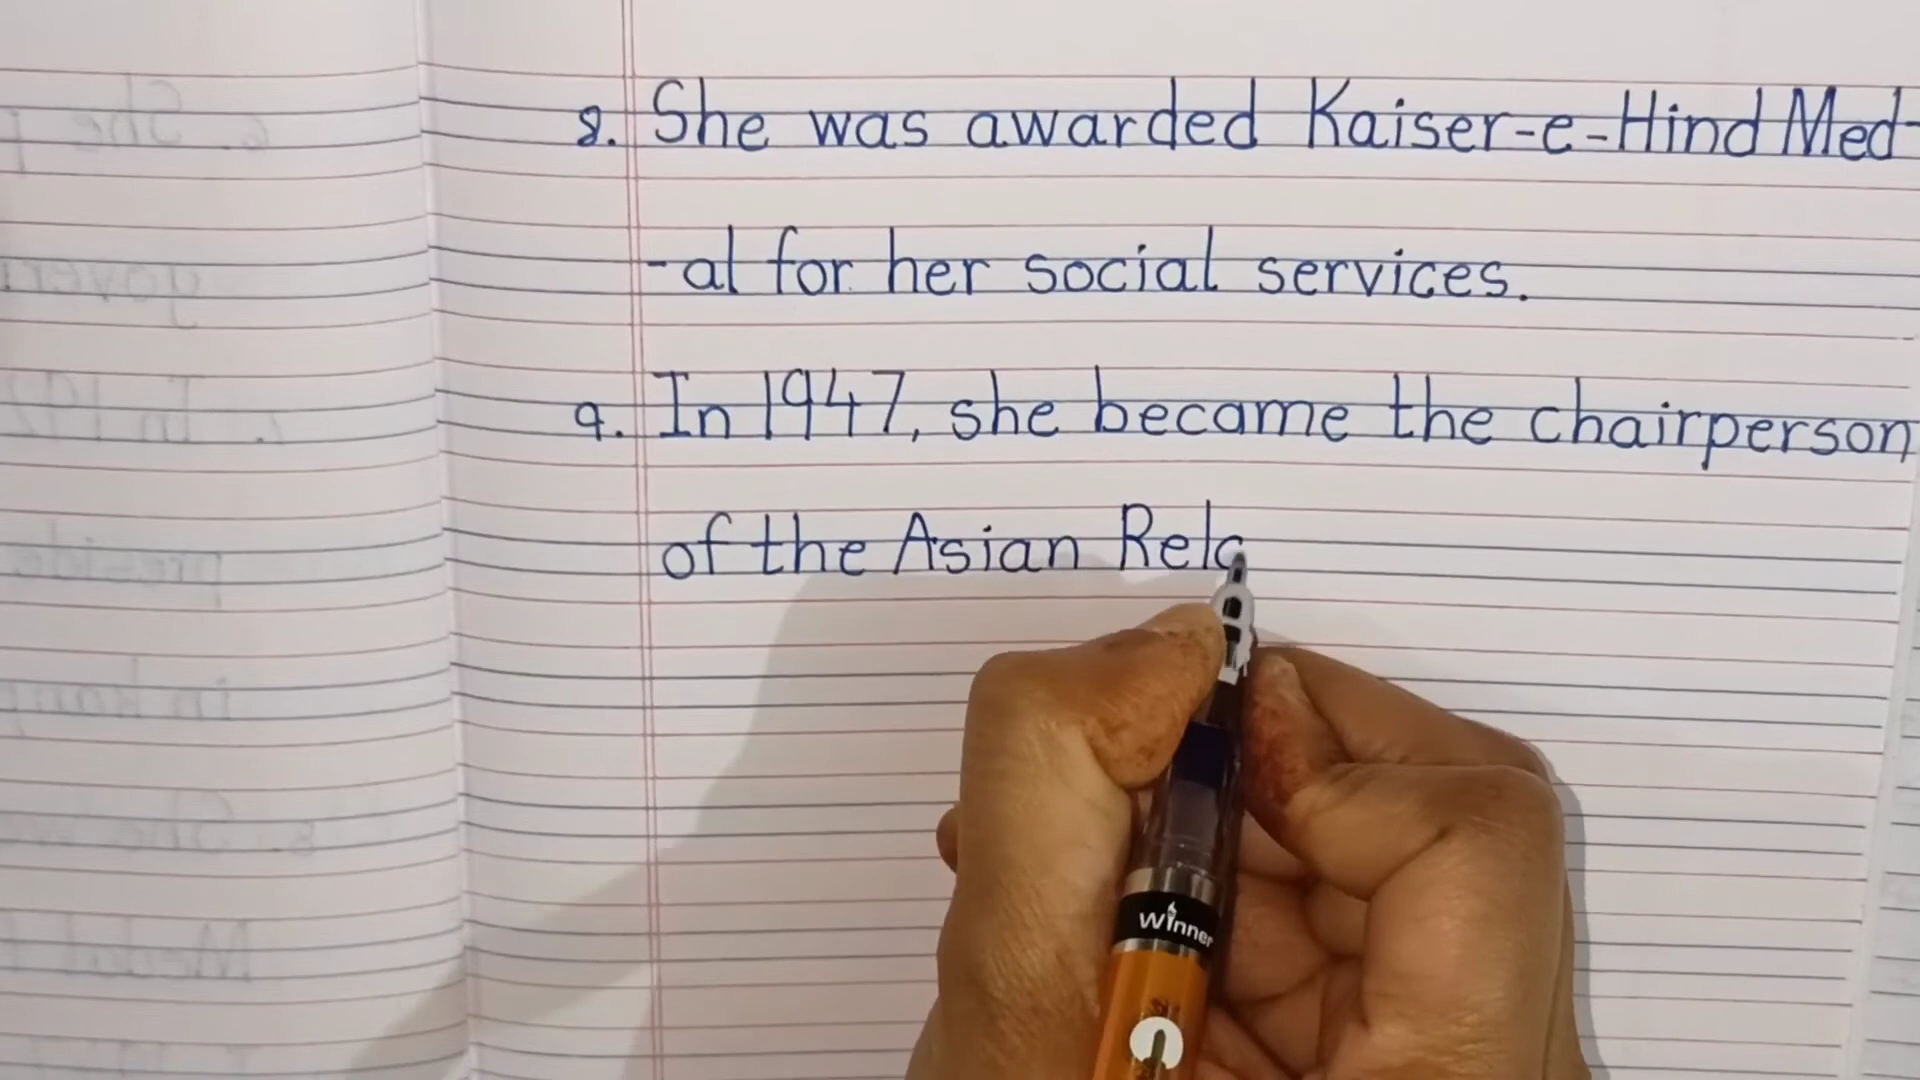 8. She was awarded Kaiser-e-Hind Med-
-al for her social services.
9. In 1947, she became the chairperson
of the Asian Rela
Winner